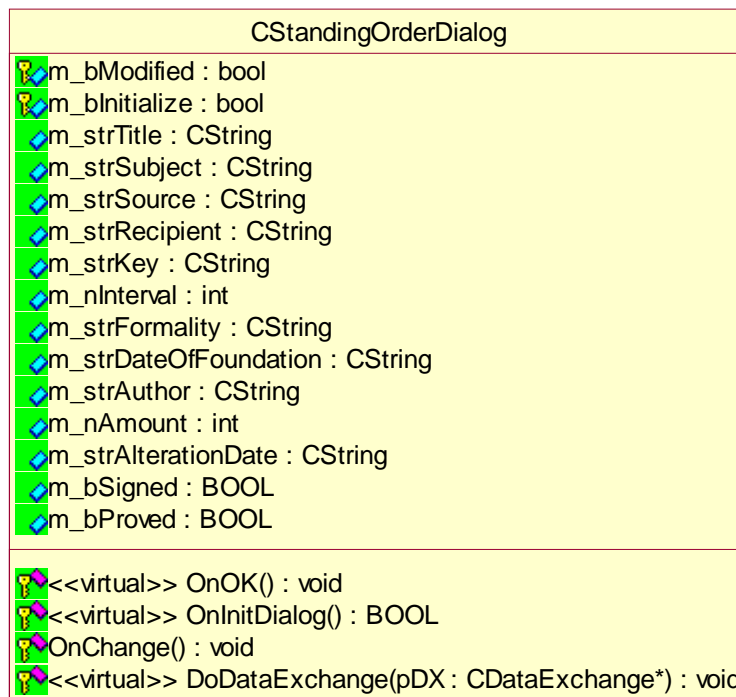 CStandingOrderDialog
m_bModified : bool
m_bInitialize : bool
m_strTitle : CString
m_strSubject : CString
m_strSource : CString
m_strRecipient : CString
m_strKey : CString
m_nInterval : int
m_strFormality : CString
m_strDateOfFoundation : CString
m_strAuthor : CString
m_nAmount : int
m_strAlterationDate : CString
m_bSigned : BOOL
m_bProved : BOOL
<<virtual>> OnOK() : void
<<virtual>> OnInitDialog() : BOOL
OnChange() : void
<<virtual>> DoDataExchange(pDX : CDataExchange*) : void